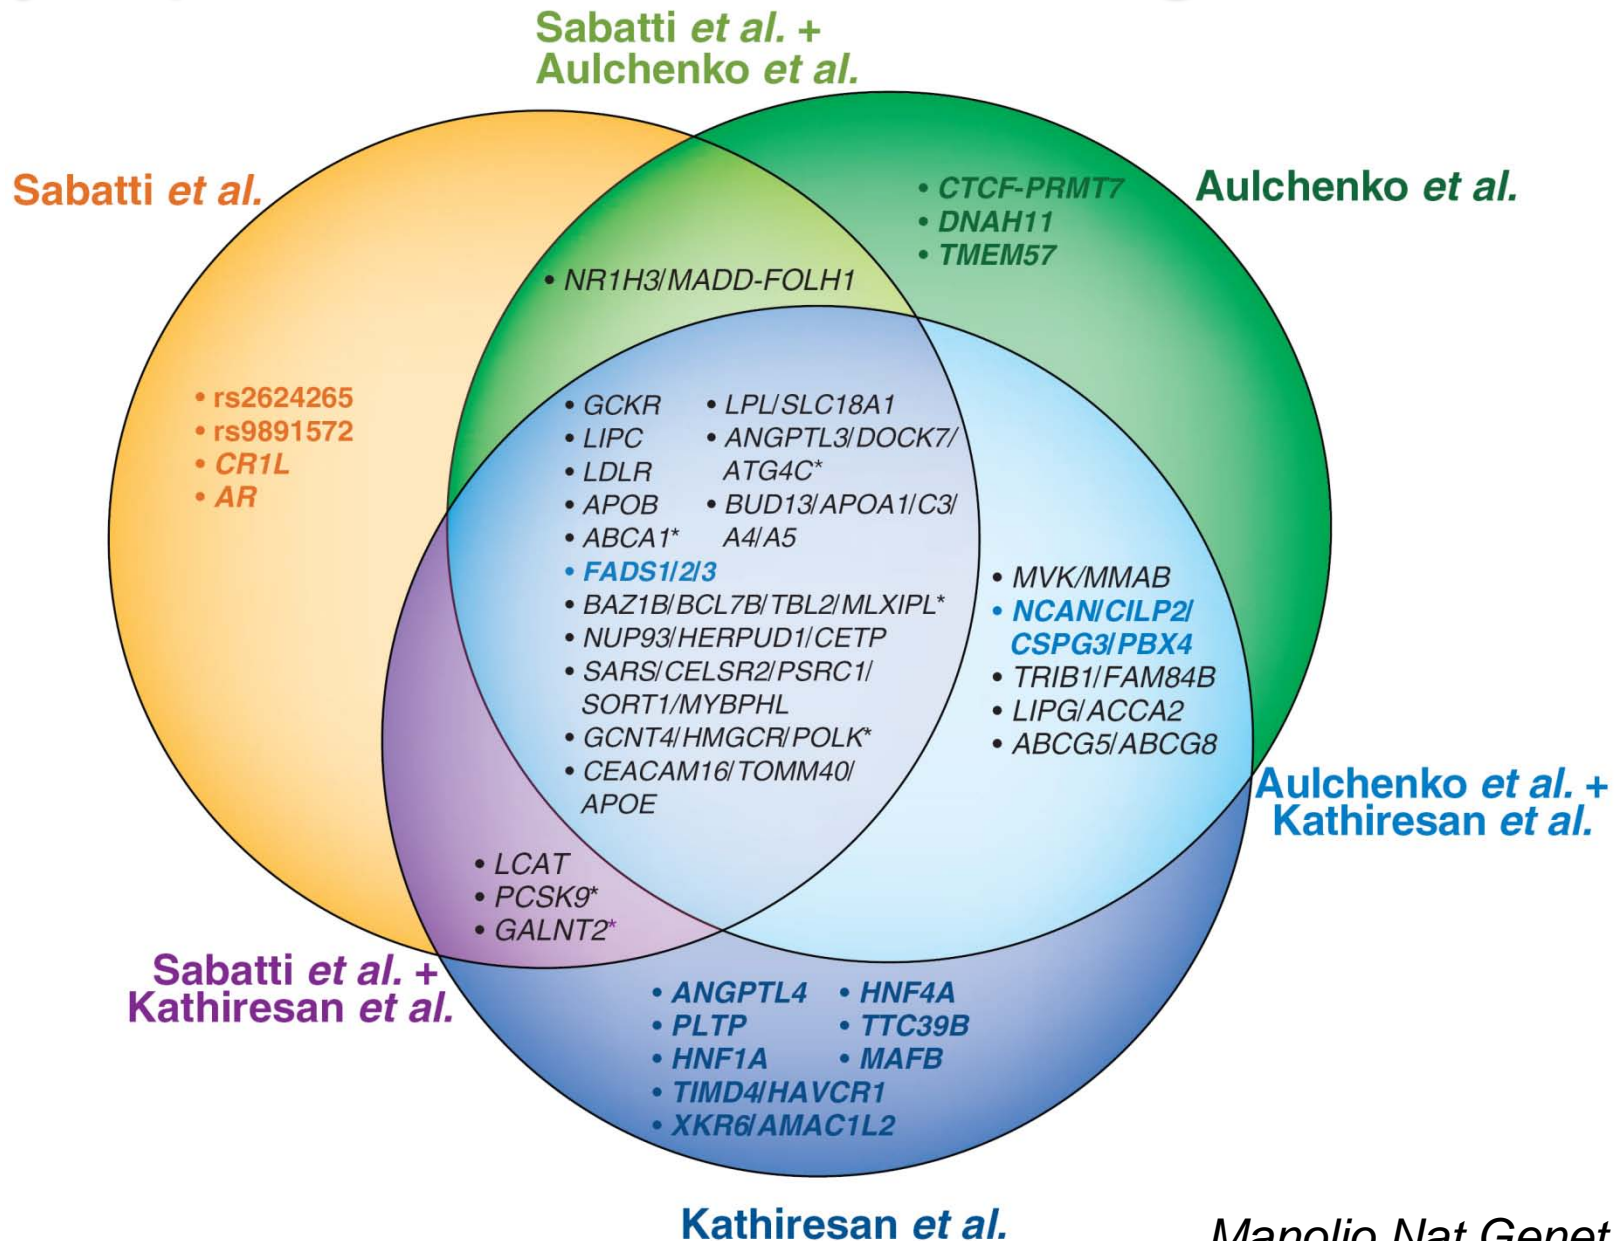 Sabatti et al. +
Aulchenko et al.
Sabatti et al.
Aulchenko et al.
• CTCF-PRMT7
• DNAH11
• TMEM57
• NR1H3/MADD-FOLH1
• rs2624265
• rs9891572
• CR1L
• AR
• GCKR
• LIPC
• LDLR
• APOB
• ABCA1*
• LPL/SLC18A1
• ANGPTL3/DOCK7/
ATG4C*
• BUD13/APOA1/C3/
A4/A5
• FADS1/2/3
• BAZ1B/BCL7B/TBL2/MLXIPL*
• NUP93/HERPUD1/CETP
• SARS/CELSR2/PSRC1/
SORT1/MYBPHL
• GCNT4/HMGCR/POLK*
• CEACAM16/TOMM40/
APOE
• MVK/MMAB
• NCAN/CILP2/
CSPG3/PBX4
• TRIB1/FAM84B
• LIPG/ACCA2
• ABCG5/ABCG8
Aulchenko et al. +
Kathiresan et al.
• LCAT
• PCSK9*
• GALNT2*
Sabatti et al. +
Kathiresan et al.
• ANGPTL4
• PLTP
• HNF1A
• HNF4A
• TTC39B
• MAFB
• TIMD4/HAVCR1
• XKR6/AMAC1L2
Kathiresan et al.
Manolio Nat Genet